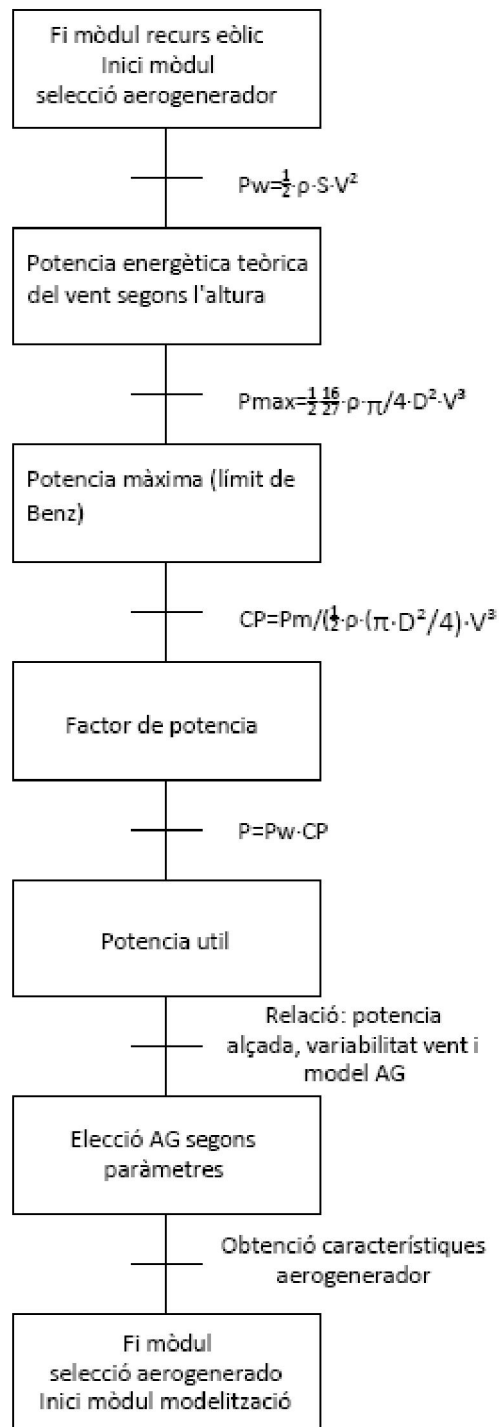 Fi mòdul recurs eòlic
Inici mòdul
selecció aerogenerador
Pw=½·ρ·S·V²
Potencia energètica teòrica
del vent segons l'altura
Pmax=½ 16/27·ρ·π/4·D²·V³
Potencia màxima (límit de
Benz)
CP=Pm/(½·ρ·(π·D²/4)·V³
Factor de potencia
P=Pw·CP
Potencia util
Relació: potencia
alçada, variabilitat vent i
model AG
Elecció AG segons
paràmetres
Obtenció característiques
aerogenerador
Fi mòdul
selecció aerogenerado
Inici mòdul modelització